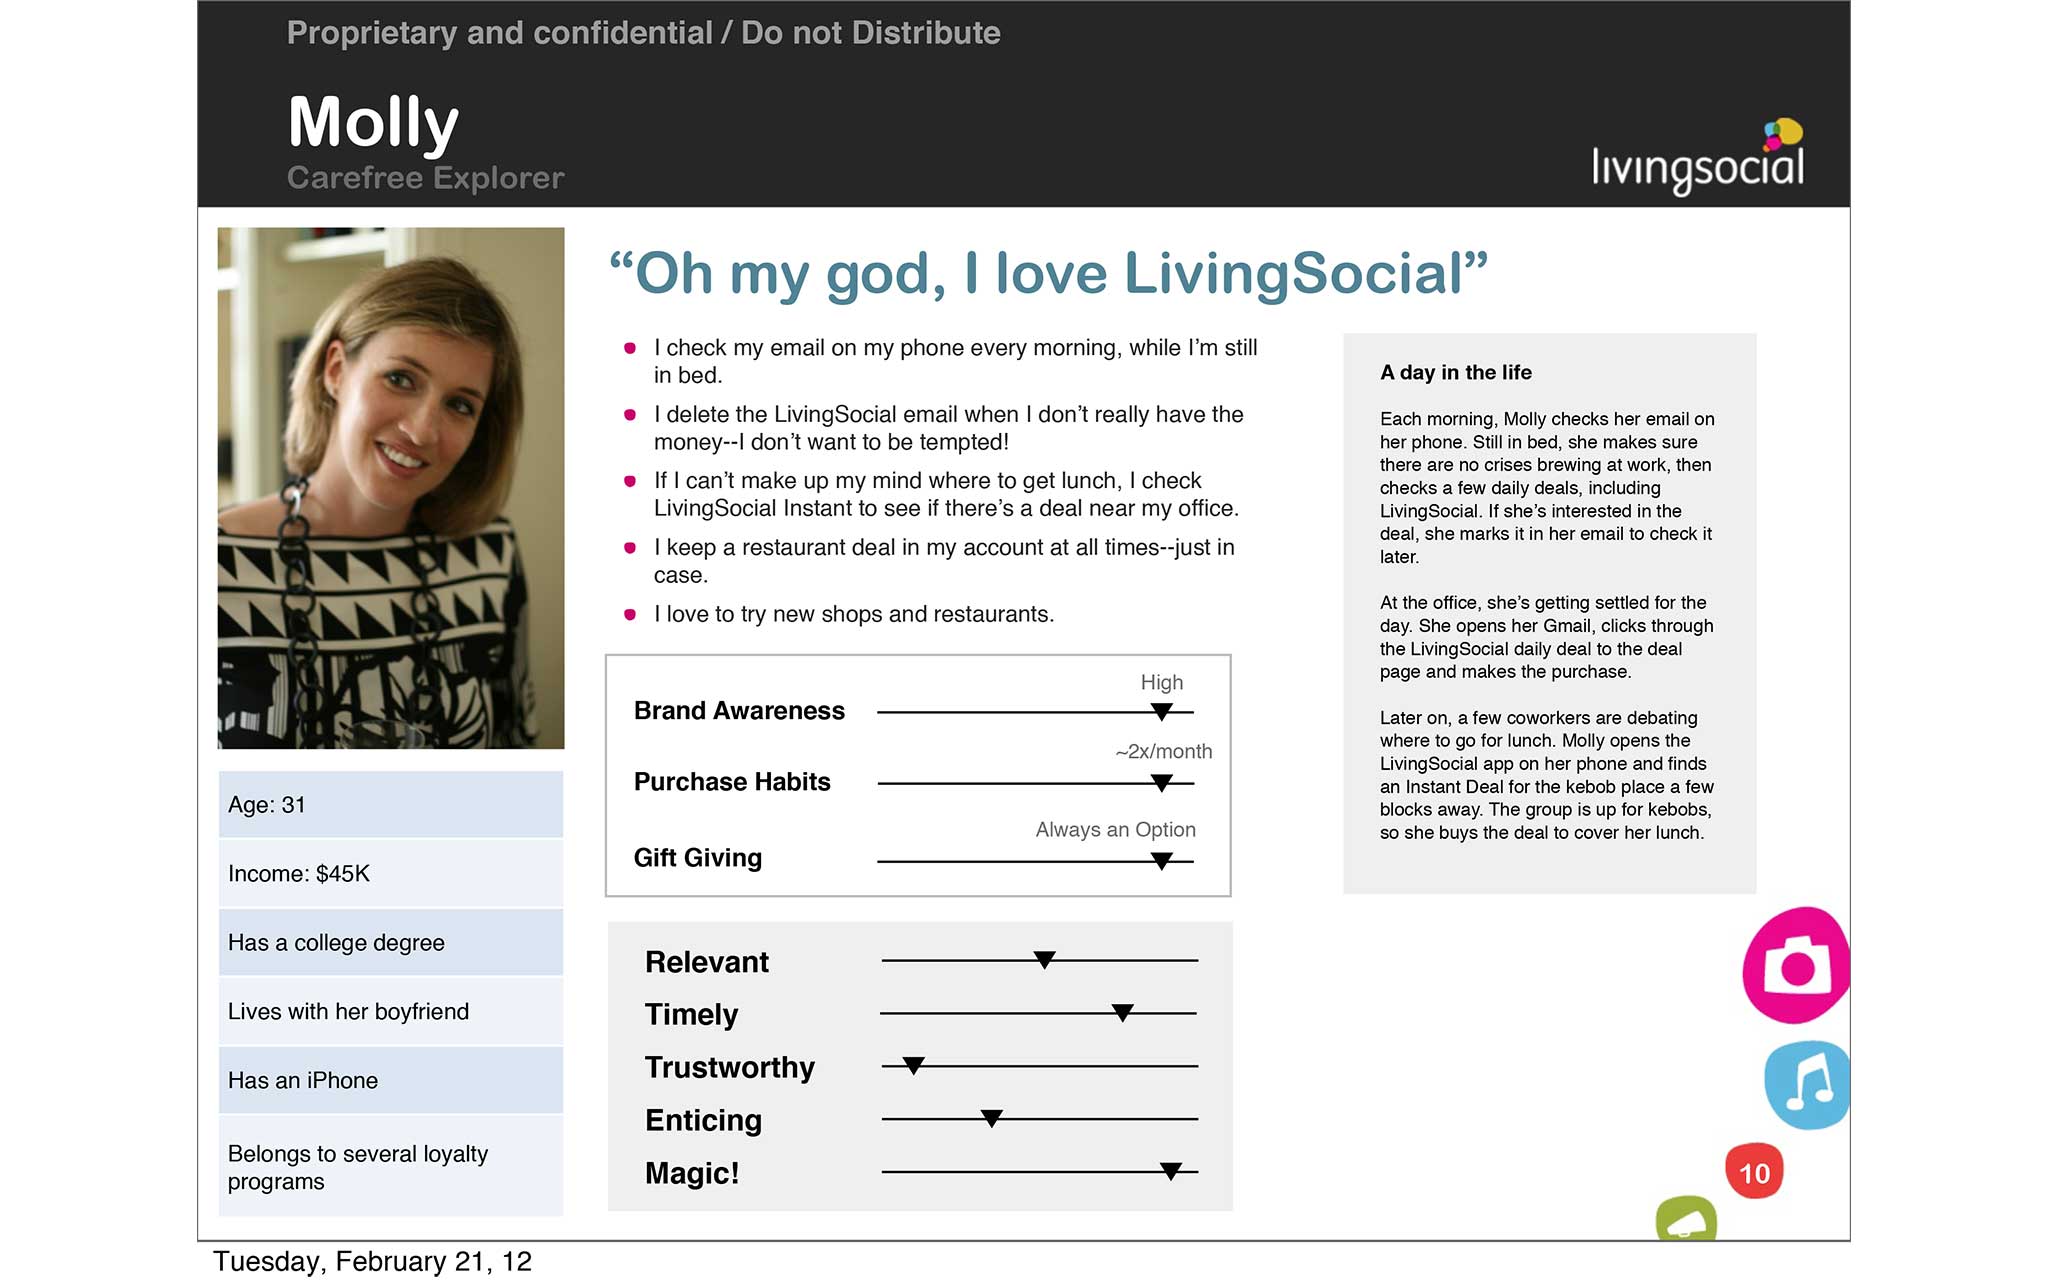 Proprietary and confidential / Do not Distribute
Molly
Carefree Explorer
livingsocial
“Oh my god, I love LivingSocial”
I check my email on my phone every morning, while I’m still
in bed.
I delete the LivingSocial email when I don’t really have the
money--I don’t want to be tempted!
If I can’t make up my mind where to get lunch, I check
LivingSocial Instant to see if there’s a deal near my office.
I keep a restaurant deal in my account at all times--just in
case.
I love to try new shops and restaurants.
A day in the life
Each morning, Molly checks her email on
her phone. Still in bed, she makes sure
there are no crises brewing at work, then
checks a few daily deals, including
LivingSocial. If she’s interested in the
deal, she marks it in her email to check it
later.
At the office, she’s getting settled for the
day. She opens her Gmail, clicks through
the LivingSocial daily deal to the deal
page and makes the purchase.
Later on, a few coworkers are debating
where to go for lunch. Molly opens the
LivingSocial app on her phone and finds
an Instant Deal for the kebob place a few
blocks away. The group is up for kebobs,
so she buys the deal to cover her lunch.
High
Brand Awareness
~2x/month
Purchase Habits
Always an Option
Gift Giving
Age: 31
Income: $45K
Has a college degree
Lives with her boyfriend
Has an iPhone
Belongs to several loyalty
programs
Relevant
Timely
Trustworthy
Enticing
Magic!
10
Tuesday, February 21, 12